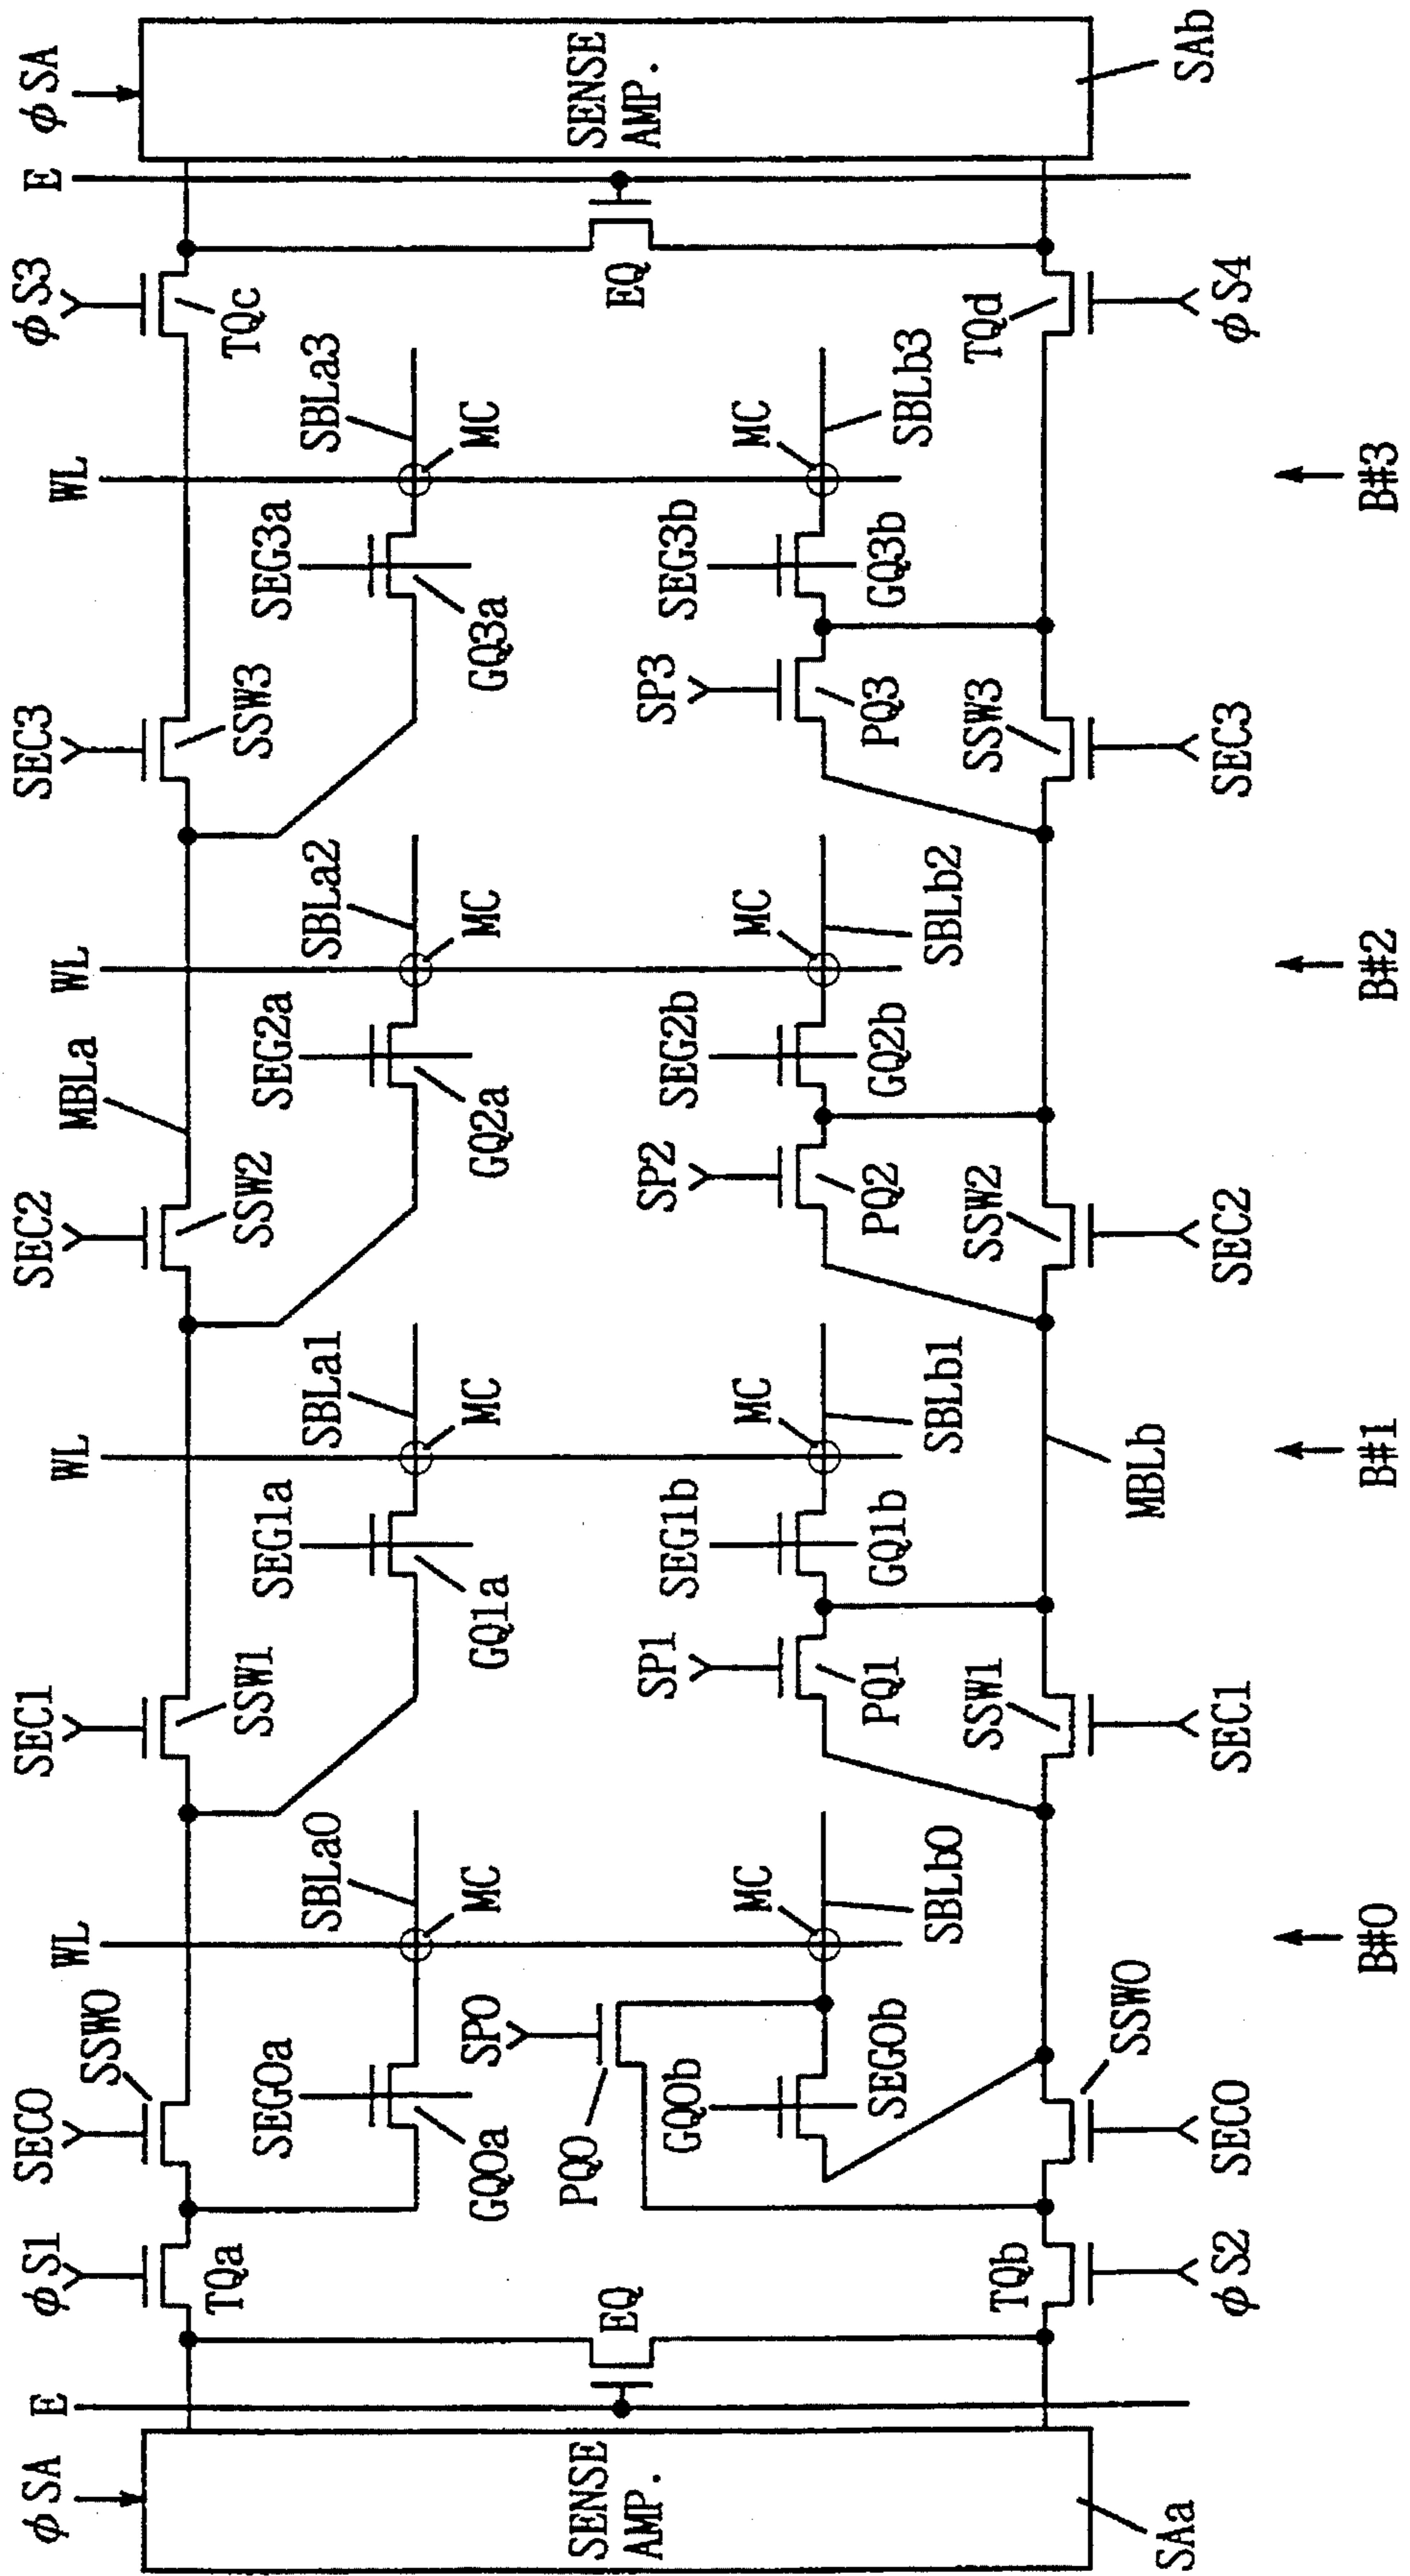 φSA
E
φS1
SEC0
WL
SEC1
WL
SEC2
MBLa
WL
SEC3
WL
φS3
E
φSA
TQa
SSW0
SSW1
SSW2
SSW3
TQc
SEG0a
SBLa0
SEG1a
SBLa1
SEG2a
SBLa2
SEG3a
SBLa3
GQ0a
MC
GQ1a
MC
GQ2a
MC
GQ3a
MC
SENSE
AMP.
EQ
PQ0
SP0
EQ
SENSE
AMP.
GQ0b
MC
SP1
SEG1b
MC
SP2
SEG2b
MC
SP3
SEG3b
MC
SEG0b
SBLb0
PQ1
GQ1b
SBLb1
PQ2
GQ2b
SBLb2
PQ3
GQ3b
SBLb3
TQb
SSW0
SSW1
SSW2
SSW3
TQd
MBLb
SAa
φS2
SEC0
SEC1
SEC2
SEC3
φS4
SAb
B#0
B#1
B#2
B#3